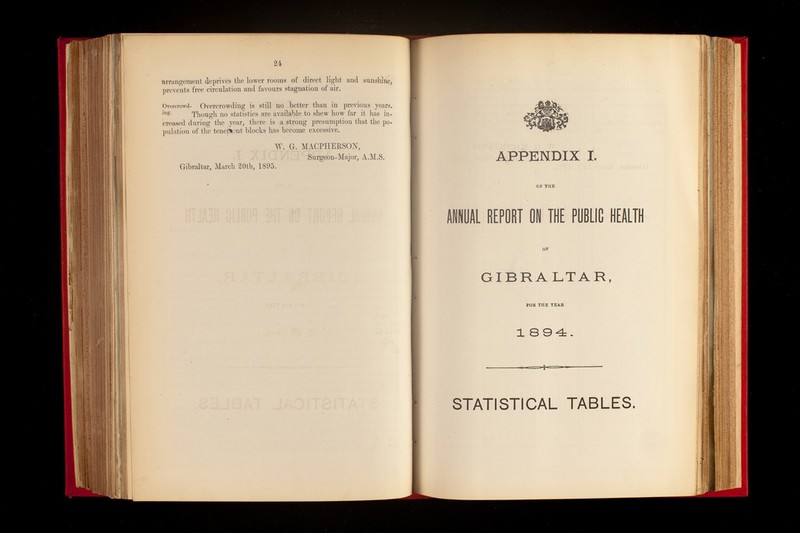 24
arrangement deprives the lower rooms of direct light and sunshine,
prevents free circulation and favours stagnation of air.
Overcrowd- Overcrowding is still no better than in previous years.
ing. Though no statistics are available to shew how far it has in-
creased during the year, there is a strong presumption that the po-
pulation of the tenement blocks has become excessive.
W. G. MACPHERSON,
Surgeon-Major, A.M.S.
Gibraltar, March 20th, 1895.
APPENDIX I.
ON THE
ANNUAL REPORT ON THE PUBLIC HEALTH
OF
GIBRALTAR,
FOR THE YEAR
1894.
STATISTICAL TABLES.